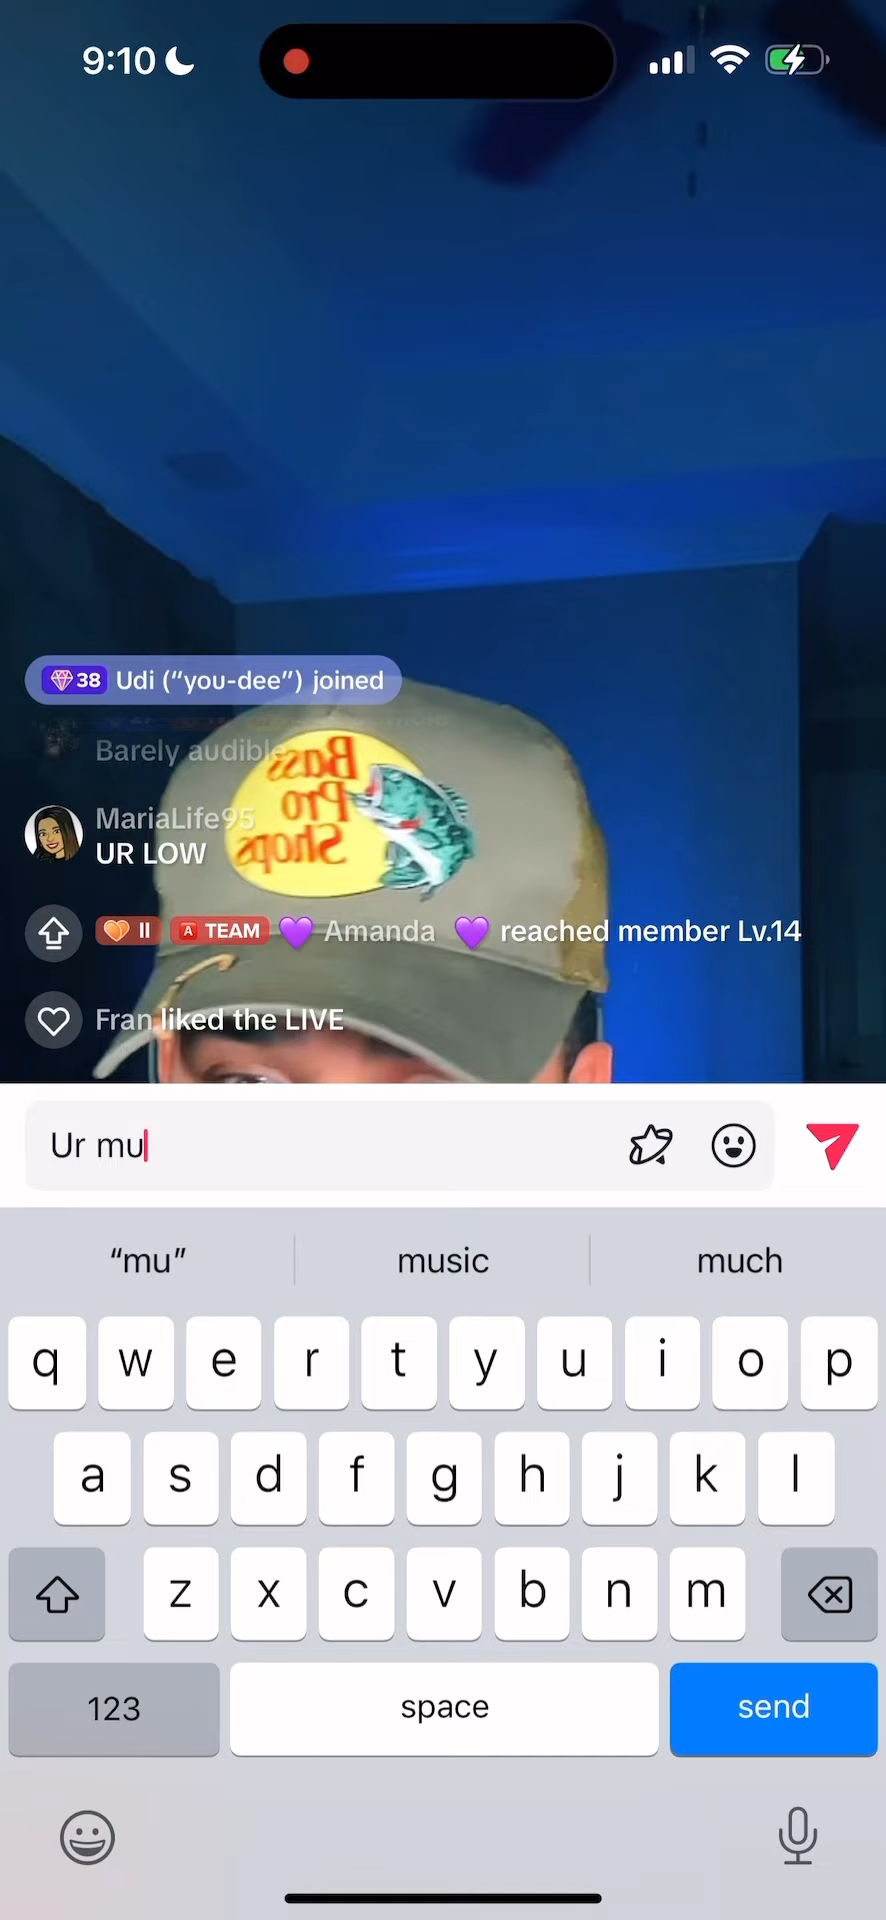 9:10
38 Udi (“you-dee”) joined
Barely audible
Bass
Pro
Shops
MariaLife95
UR LOW
II A TEAM 💜 Amanda 💜 reached member Lv.14
Fran liked the LIVE
Ur mu
“mu” music much
q w e r t y u i o p
a s d f g h j k l
z x c v b n m
123 space send